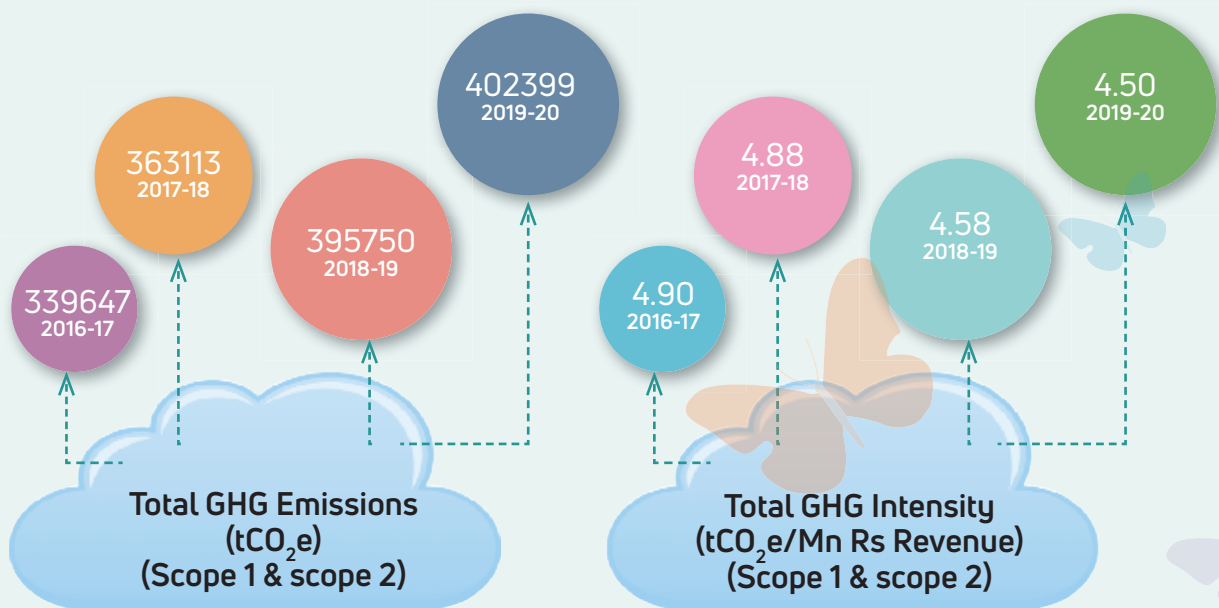 339647
2016-17
363113
2017-18
395750
2018-19
402399
2019-20
Total GHG Emissions
(tCO₂e)
(Scope 1 & scope 2)
4.90
2016-17
4.88
2017-18
4.58
2018-19
4.50
2019-20
Total GHG Intensity
(tCO₂e/Mn Rs Revenue)
(Scope 1 & scope 2)